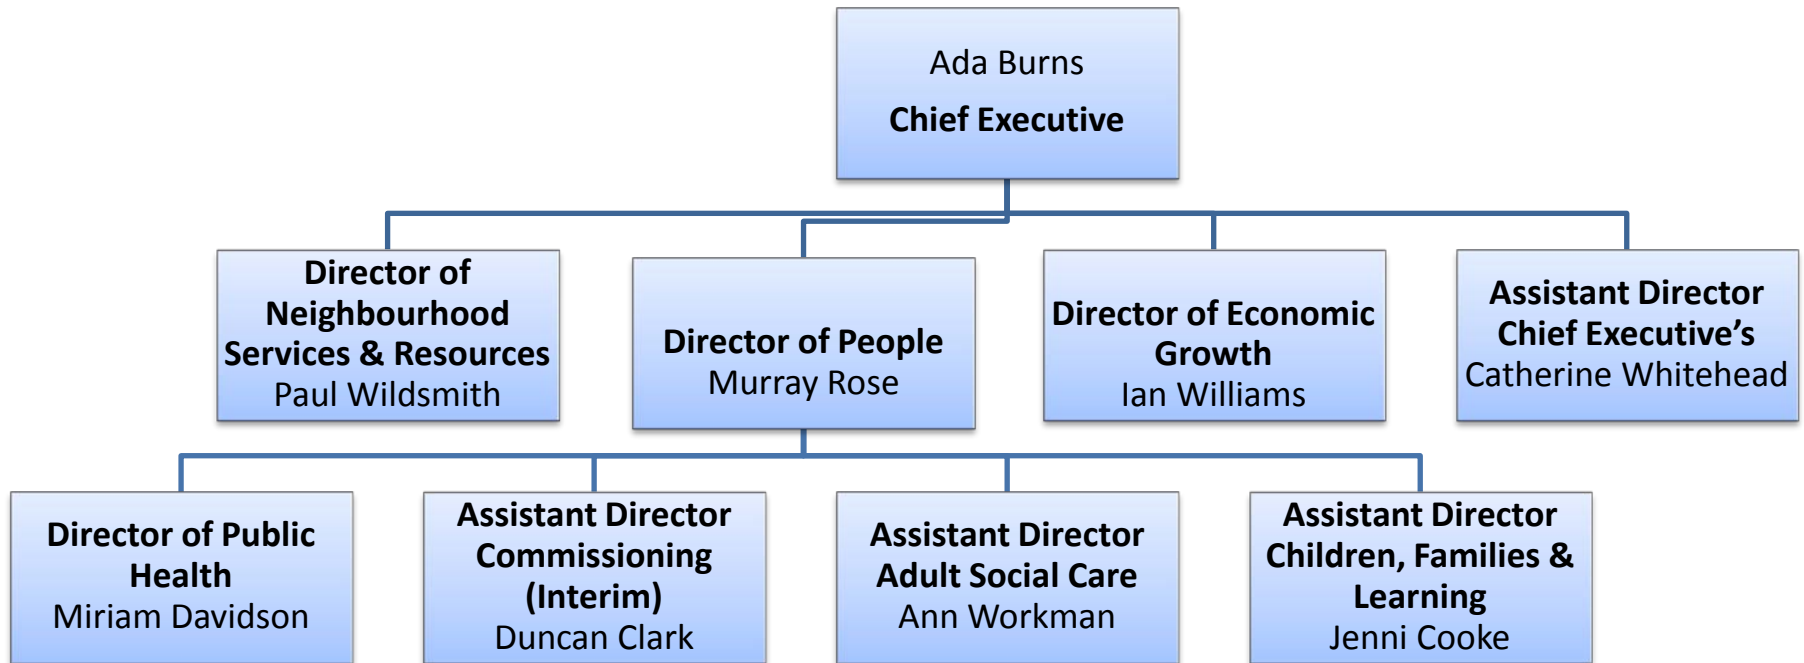 Ada Burns
Chief Executive
Director of
Neighbourhood
Services & Resources
Paul Wildsmith
Director of People
Murray Rose
Director of Economic
Growth
Ian Williams
Assistant Director
Chief Executive’s
Catherine Whitehead
Director of Public
Health
Miriam Davidson
Assistant Director
Commissioning
(Interim)
Duncan Clark
Assistant Director
Adult Social Care
Ann Workman
Assistant Director
Children, Families &
Learning
Jenni Cooke